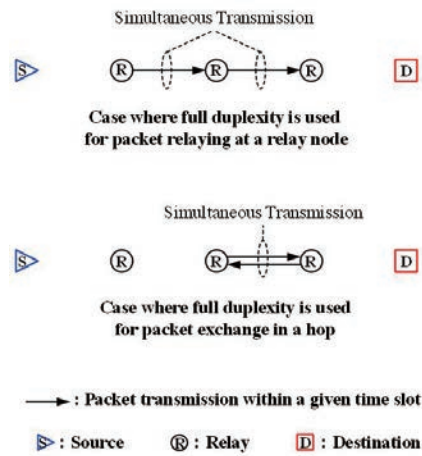 Simultaneous Transmission
S R R R D
Case where full duplexity is used
for packet relaying at a relay node
Simultaneous Transmission
S R R R D
Case where full duplexity is used
for packet exchange in a hop
: Packet transmission within a given time slot
S : Source R : Relay D : Destination